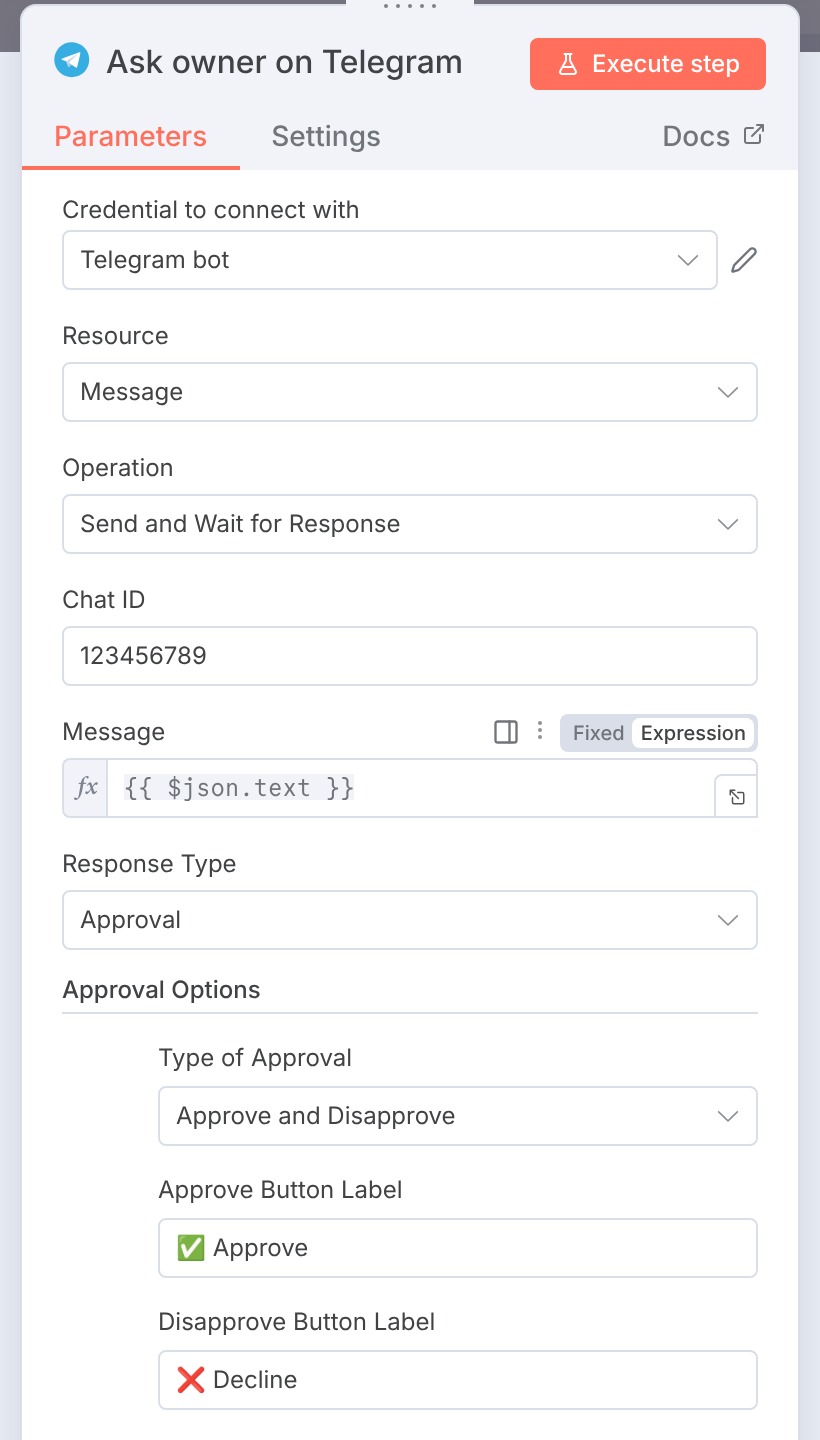 Ask owner on Telegram
Execute step
Parameters Settings Docs
Credential to connect with
Telegram bot
Resource
Message
Operation
Send and Wait for Response
Chat ID
123456789
Message Fixed Expression
fx {{ $json.text }}
Response Type
Approval
Approval Options
Type of Approval
Approve and Disapprove
Approve Button Label
✅ Approve
Disapprove Button Label
❌ Decline